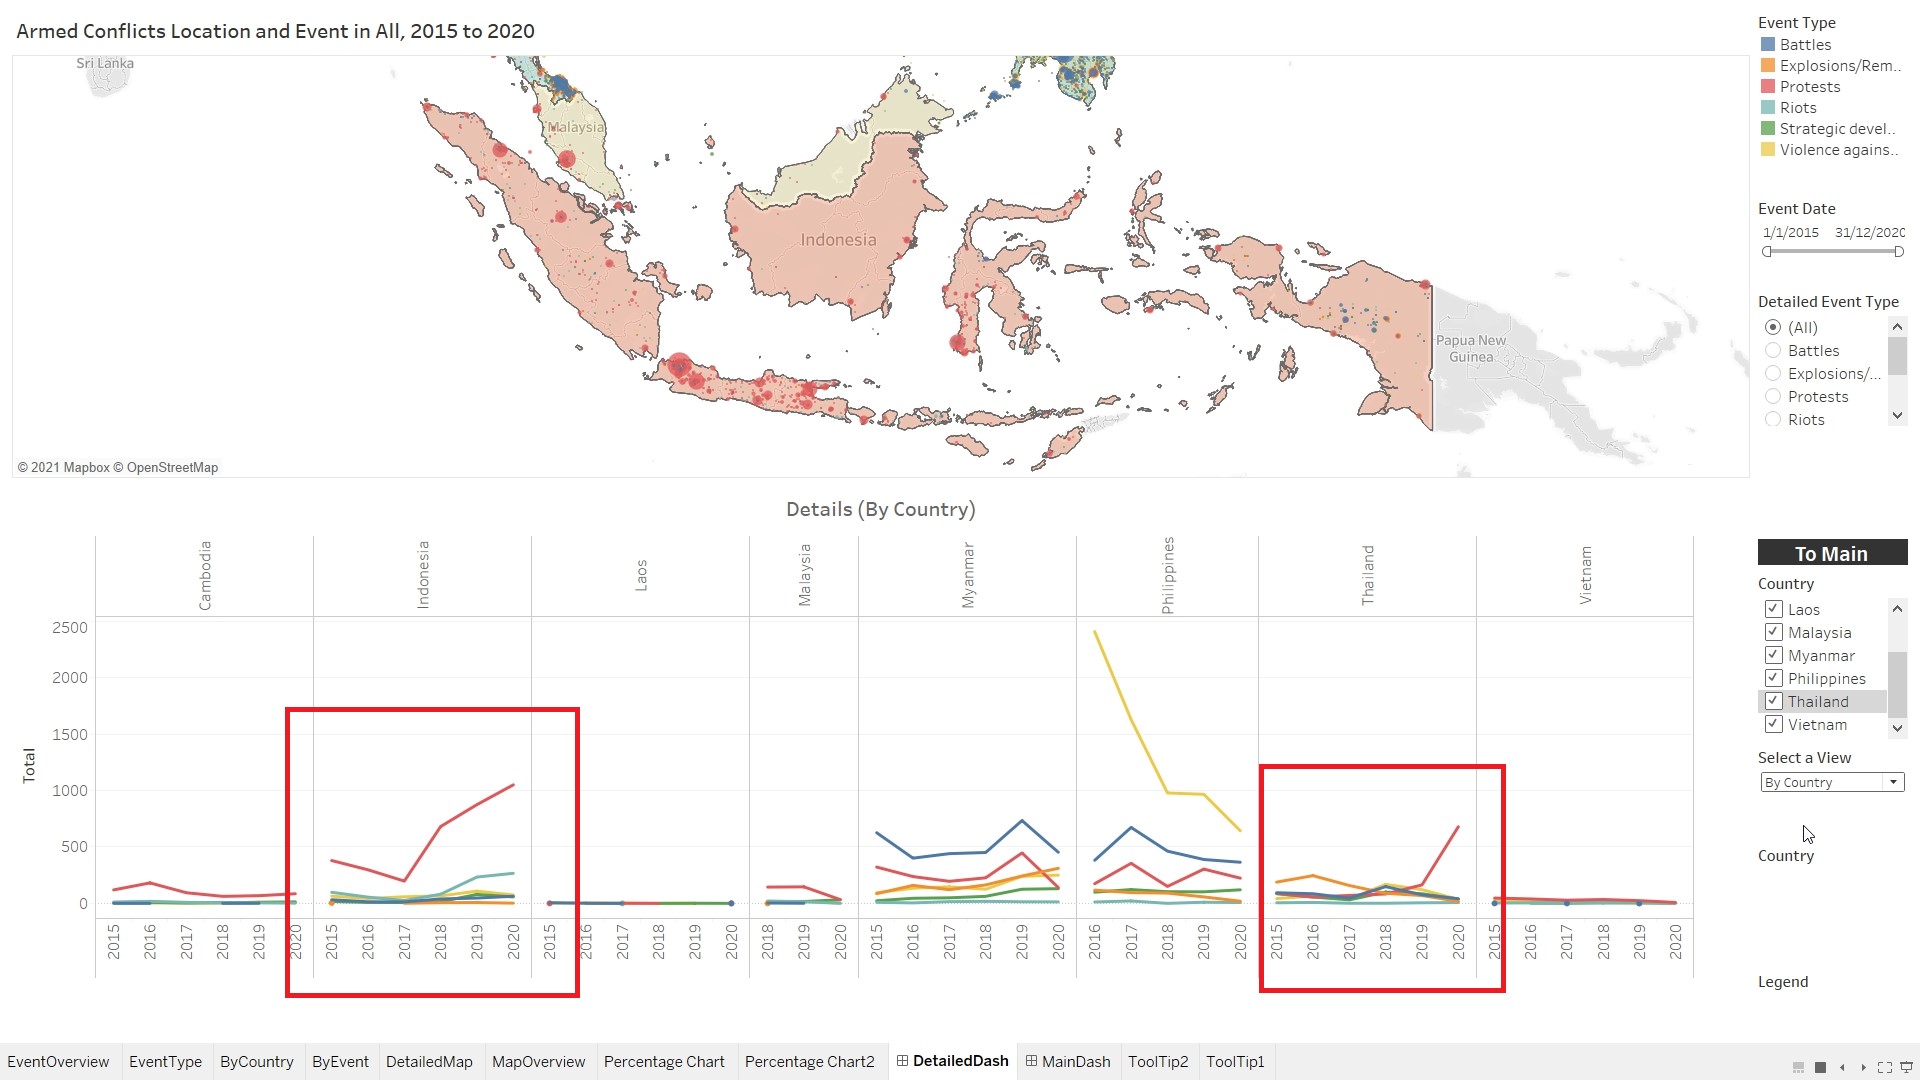 Armed Conflicts Location and Event in All, 2015 to 2020
Sri Lanka
Malaysia
Indonesia
Papua New
Guinea
© 2021 Mapbox © OpenStreetMap
Event Type
Battles
Explosions/Rem..
Protests
Riots
Strategic devel..
Violence agains..
Event Date
1/1/2015 31/12/2020
Detailed Event Type
(All)
Battles
Explosions/...
Protests
Riots
Details (By Country)
Cambodia
Indonesia
Laos
Malaysia
Myanmar
Philippines
Thailand
Vietnam
Total
2500
2000
1500
1000
500
0
2015 2016 2017 2018 2019 2020
2015 2016 2017 2018 2019 2020
2015 2016 2017 2018 2019 2020
2018 2019 2020
2015 2016 2017 2018 2019 2020
2016 2017 2018 2019 2020
2015 2016 2017 2018 2019 2020
2015 2016 2017 2018 2019 2020
To Main
Country
Laos
Malaysia
Myanmar
Philippines
Thailand
Vietnam
Select a View
By Country
Country
Legend
EventOverview EventType ByCountry ByEvent DetailedMap MapOverview Percentage Chart Percentage Chart2 DetailedDash MainDash ToolTip2 ToolTip1